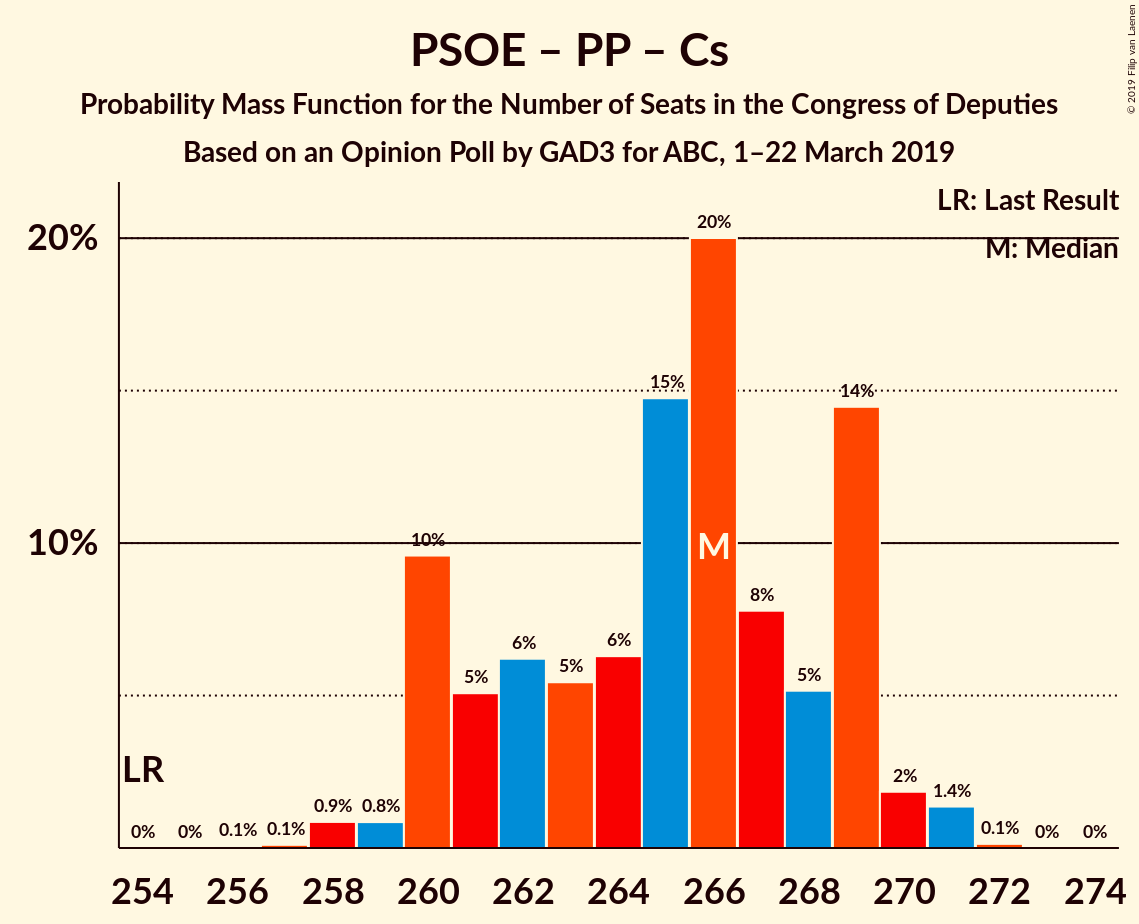 PSOE – PP – Cs
Probability Mass Function for the Number of Seats in the Congress of Deputies
Based on an Opinion Poll by GAD3 for ABC, 1–22 March 2019
© 2019 Filip van Laenen
LR: Last Result
M: Median
20%
10%
LR
0% 0% 0.1% 0.1% 0.9% 0.8% 10% 5% 6% 5% 6% 15% 20% 8% 5% 14% 2% 1.4% 0.1% 0% 0%
M
254 256 258 260 262 264 266 268 270 272 274